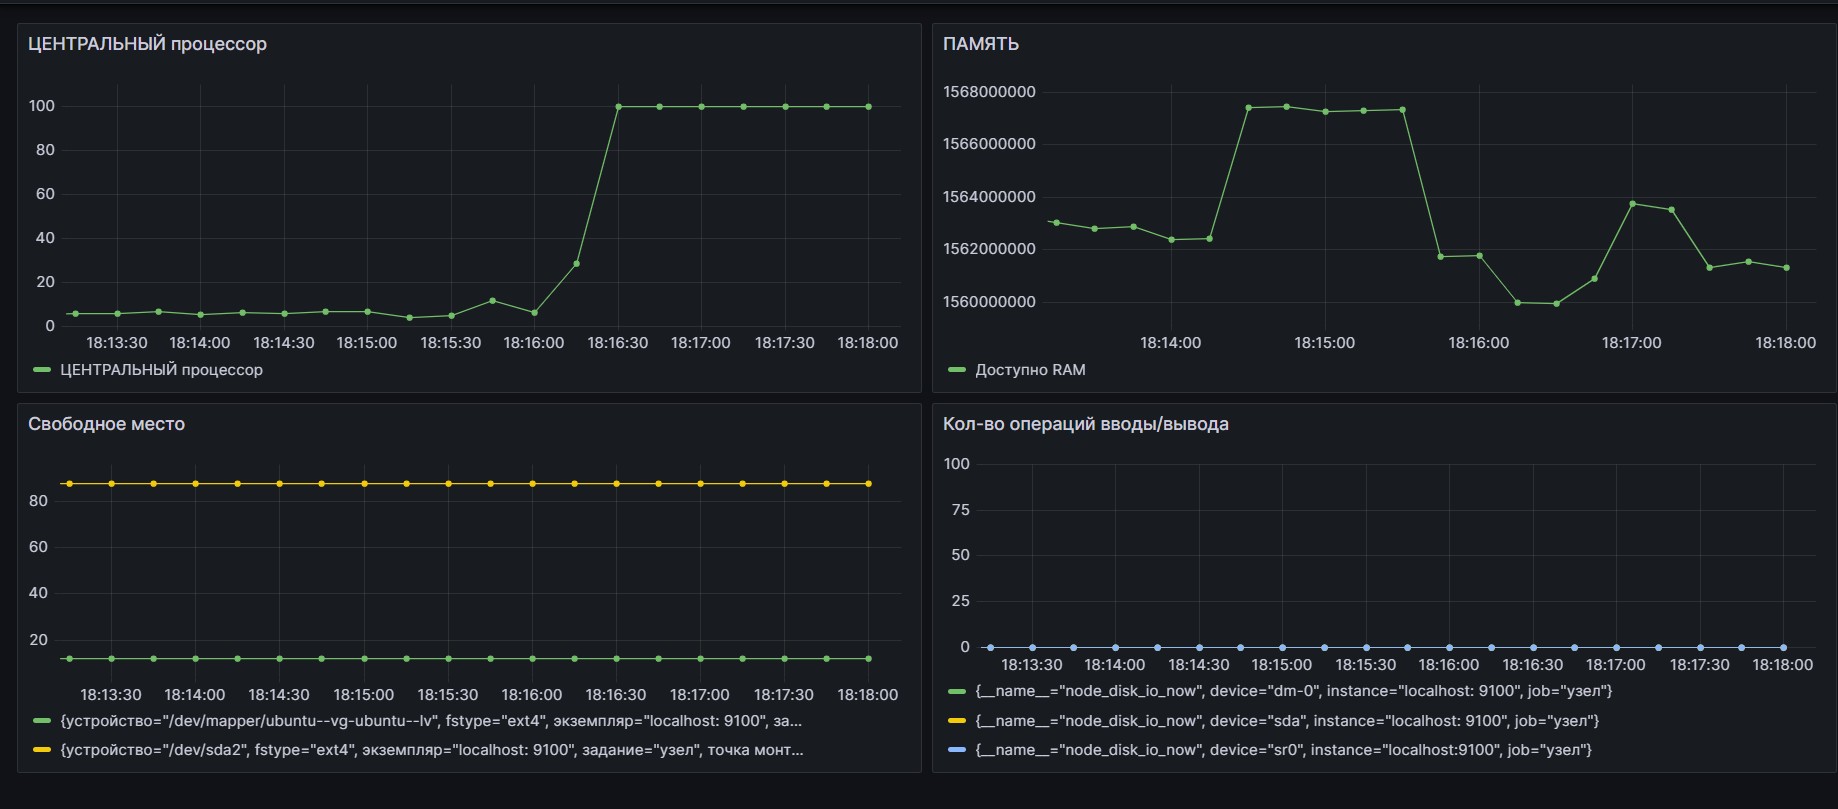 ЦЕНТРАЛЬНЫЙ процессор
100
80
60
40
20
0
18:13:30 18:14:00 18:14:30 18:15:00 18:15:30 18:16:00 18:16:30 18:17:00 18:17:30 18:18:00
ЦЕНТРАЛЬНЫЙ процессор
ПАМЯТЬ
1568000000
1566000000
1564000000
1562000000
1560000000
18:14:00 18:15:00 18:16:00 18:17:00 18:18:00
Доступно RAM
Свободное место
80
60
40
20
18:13:30 18:14:00 18:14:30 18:15:00 18:15:30 18:16:00 18:16:30 18:17:00 18:17:30 18:18:00
{устройство="/dev/mapper/ubuntu--vg-ubuntu--lv", fstype="ext4", экземпляр="localhost: 9100", за...
{устройство="/dev/sda2", fstype="ext4", экземпляр="localhost: 9100", задание="узел", точка монт...
Кол-во операций вводы/вывода
100
75
50
25
0
18:13:30 18:14:00 18:14:30 18:15:00 18:15:30 18:16:00 18:16:30 18:17:00 18:17:30 18:18:00
{__name__="node_disk_io_now", device="dm-0", instance="localhost: 9100", job="узел"}
{__name__="node_disk_io_now", device="sda", instance="localhost: 9100", job="узел"}
{__name__="node_disk_io_now", device="sr0", instance="localhost:9100", job="узел"}